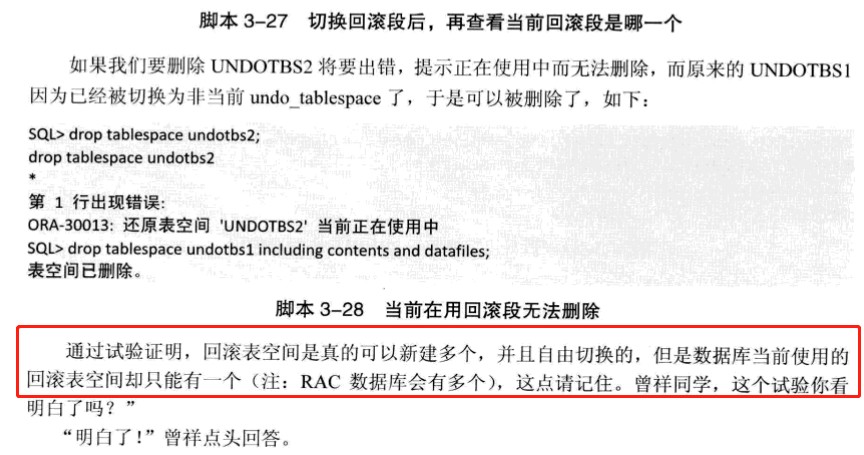 脚本 3-27 切换回滚段后，再查看当前回滚段是哪一个
如果我们要删除 UNDOTBS2 将要出错，提示正在使用中而无法删除，而原来的 UNDOTBS1
因为已经被切换为非当前 undo_tablespace 了，于是可以被删除了，如下：
SQL> drop tablespace undotbs2;
drop tablespace undotbs2
*
第 1 行出现错误:
ORA-30013: 还原表空间 'UNDOTBS2' 当前正在使用中
SQL> drop tablespace undotbs1 including contents and datafiles;
表空间已删除。
脚本 3-28 当前在用回滚段无法删除
通过试验证明，回滚表空间是真的可以新建多个，并且自由切换的，但是数据库当前使用的
回滚表空间却只能有一个（注：RAC 数据库会有多个），这点请记住。曾祥同学，这个试验你看
明白了吗？”
“明白了！”曾祥点头回答。